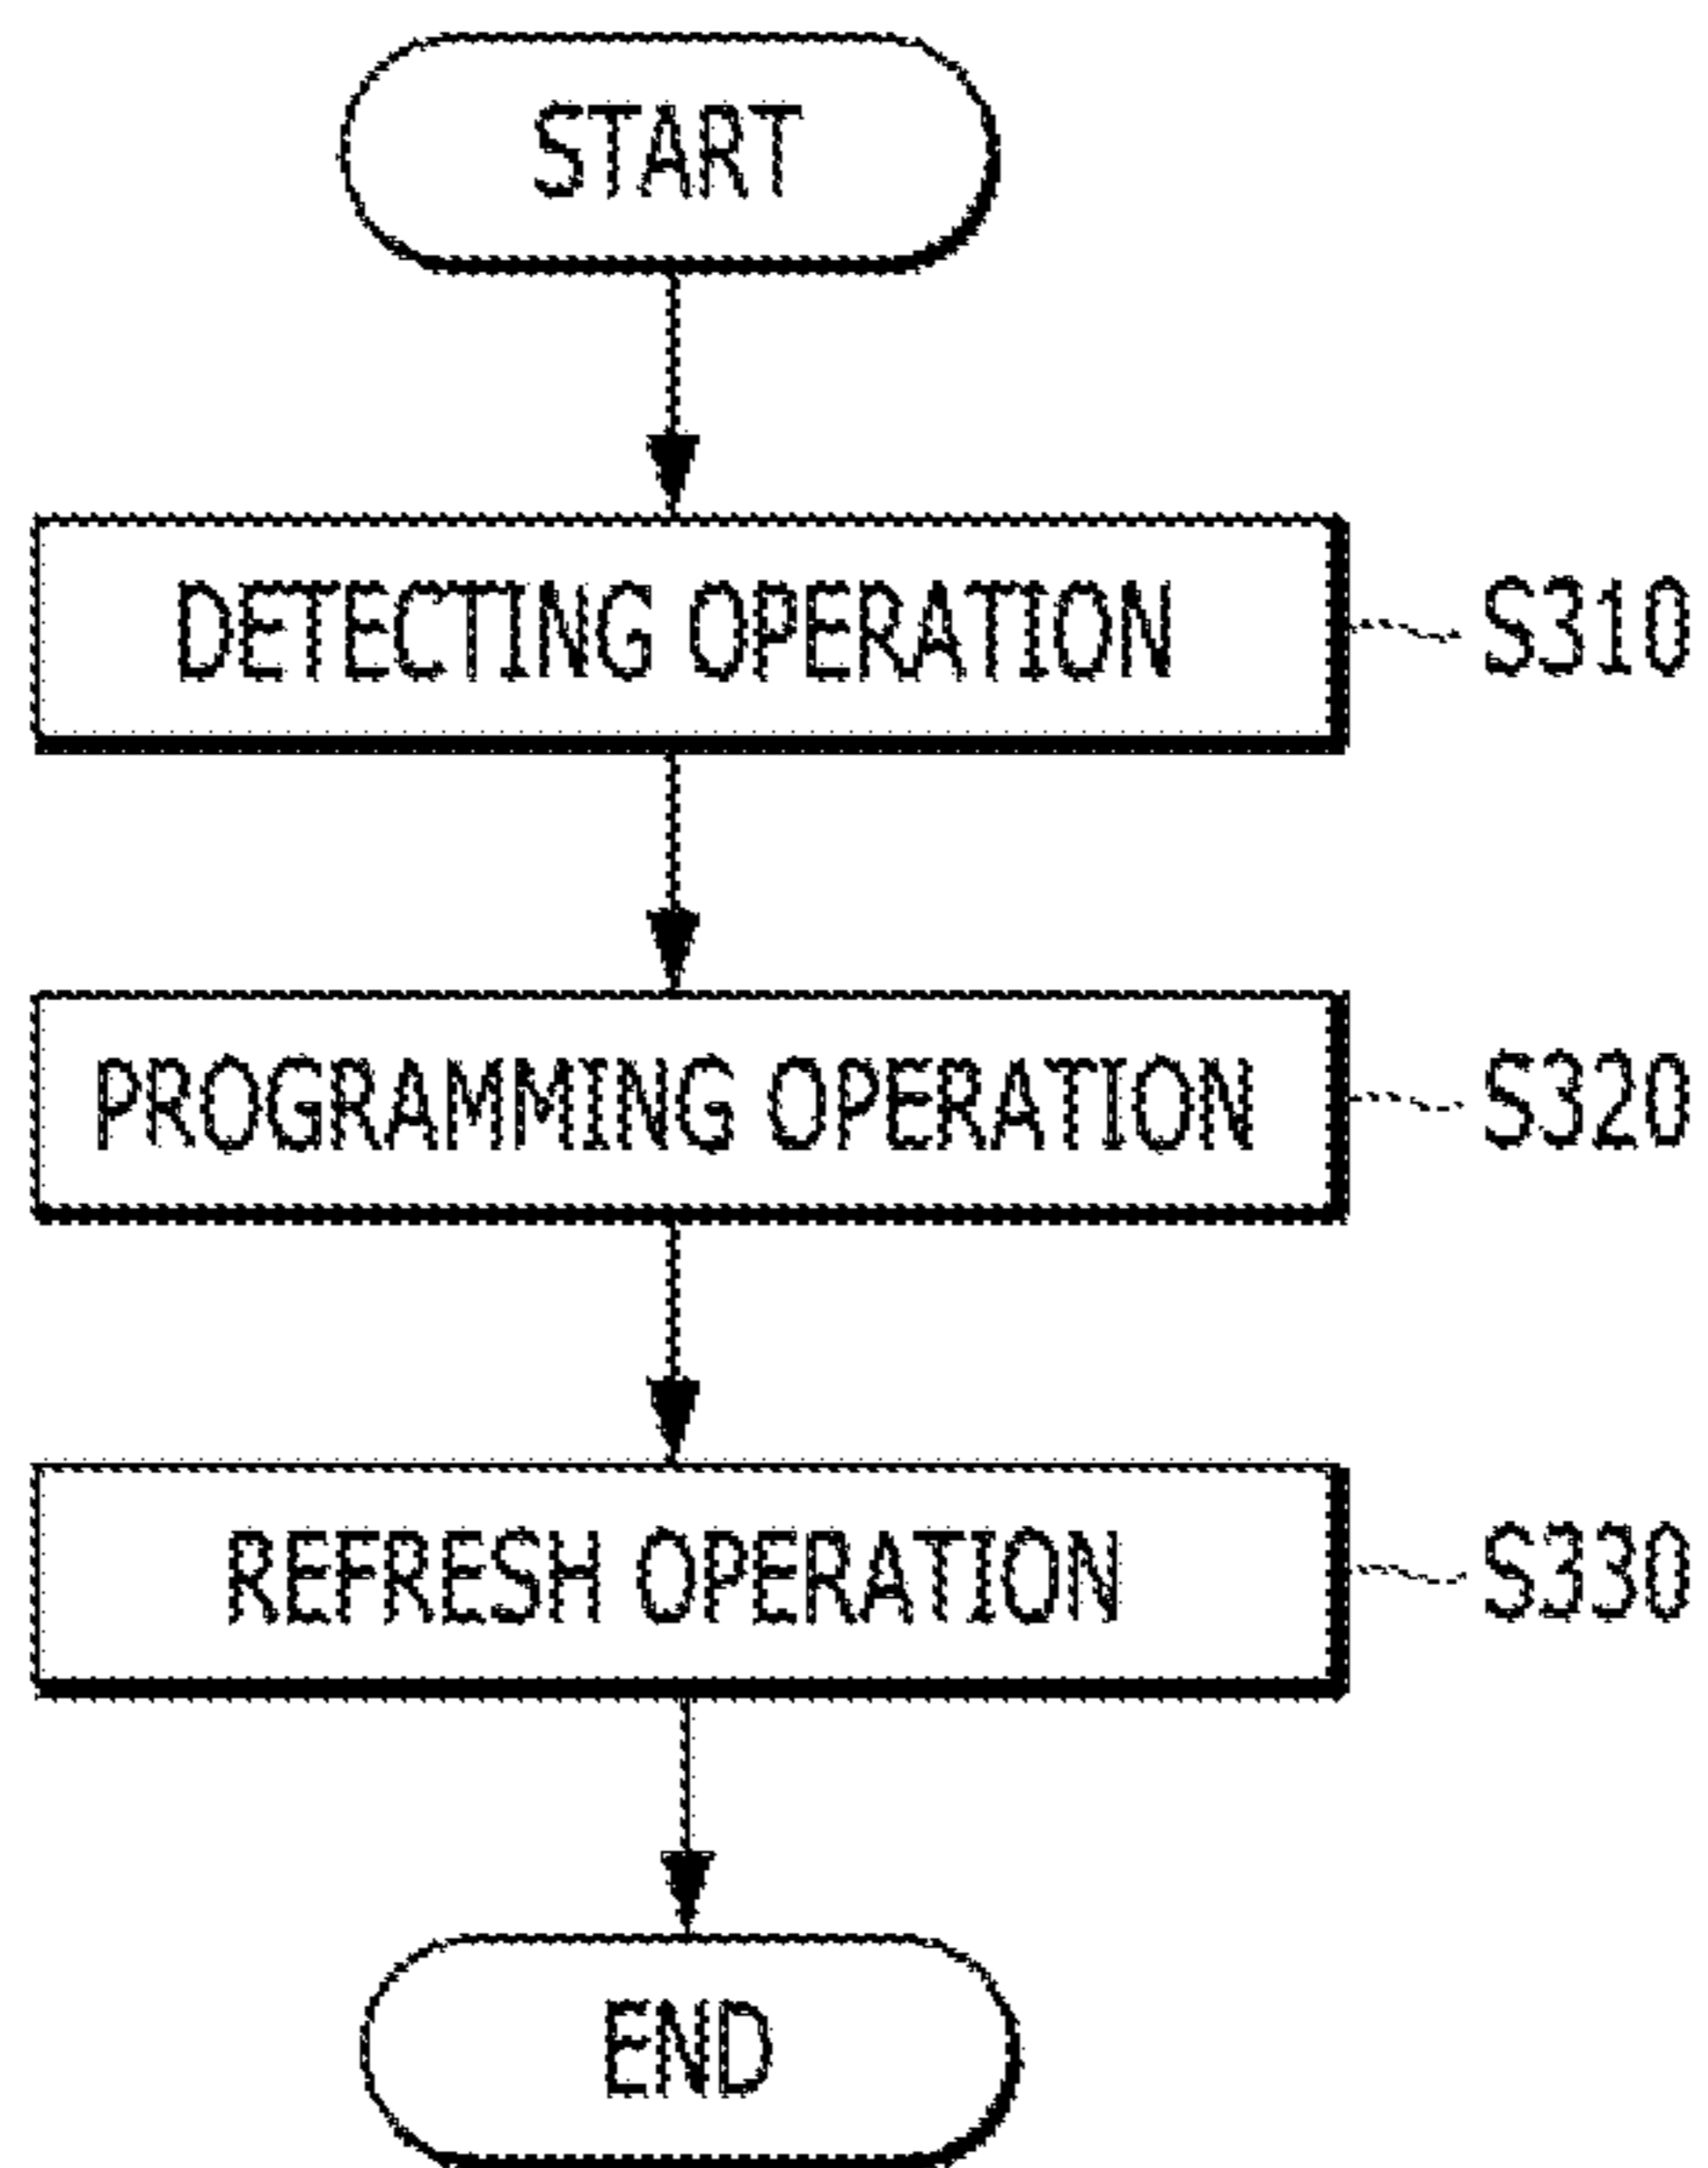 START
DETECTING OPERATION S310
PROGRAMMING OPERATION S320
REFRESH OPERATION S330
END